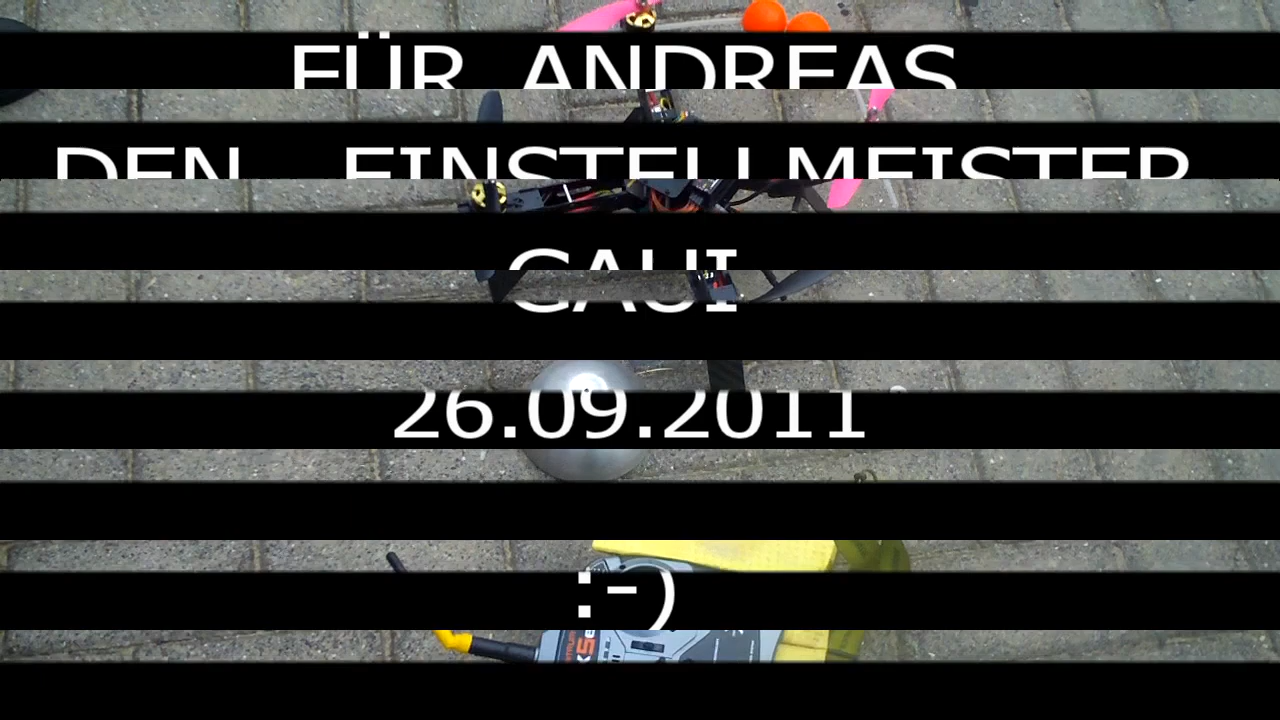 FÜR ANDREAS
DEN EINSTELLMEISTER
GAUI
26.09.2011
:-)